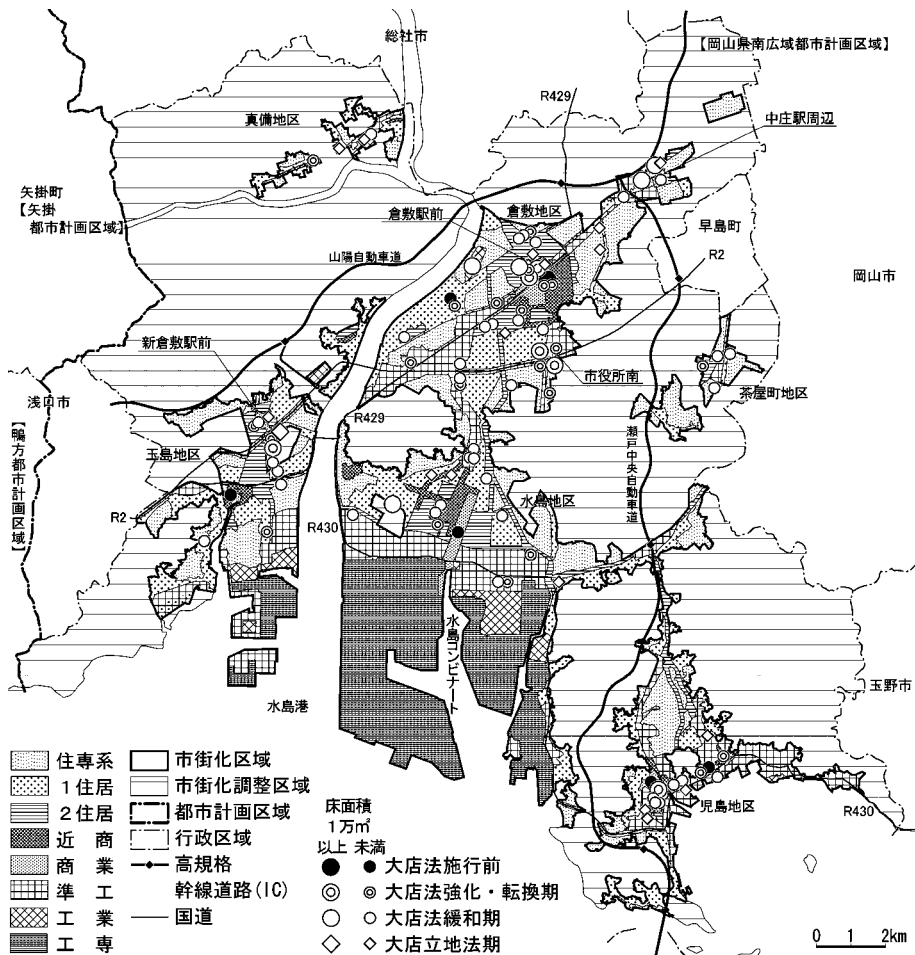 総社市
【岡山県南広域都市計画区域】
R429
真備地区
中庄駅周辺
矢掛町
【矢掛
都市計画区域】
倉敷駅前
倉敷地区
早島町
R2
山陽自動車道
岡山市
新倉敷駅前
市役所南
茶屋町地区
浅口市
R429
玉島地区
瀬戸中央自動車道
【鴨方都市計画区域】
R2
R430
水島地区
水島コンビナート
玉野市
水島港
児島地区
R430
住専系
1住居
2住居
近商
商業
準工
工業
工専
市街化区域
市街化調整区域
都市計画区域
行政区域
高規格
幹線道路(IC)
国道
床面積
1万㎡
以上 未満
大店法施行前
大店法強化・転換期
大店法緩和期
大店立地法期
0 1 2km